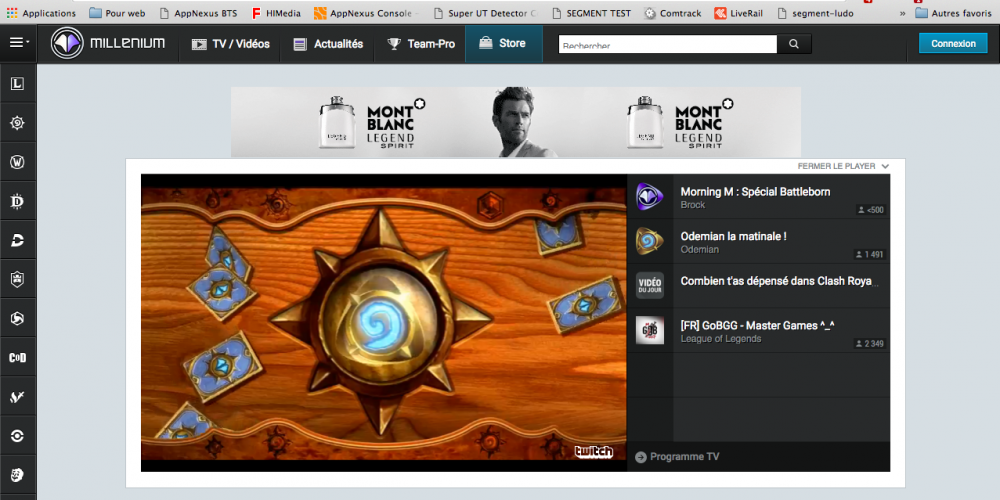 Applications Pour web AppNexus BTS HIMedia AppNexus Console - Super UT Detector C SEGMENT TEST Comtrack LiveRail segment-ludo » Autres favoris
MILLENIUM TV / Vidéos Actualités Team-Pro Store Rechercher Connexion
MONT BLANC
LEGEND
SPIRIT
MONT BLANC
LEGEND
SPIRIT
FERMER LE PLAYER
Morning M : Spécial Battleborn
Brock
<500
Odemian la matinale !
Odemian
1 491
VIDÉO DU JOUR
Combien t'as dépensé dans Clash Roya...
[FR] GoBGG - Master Games ^_^
League of Legends
2 349
twitch
Programme TV
COD